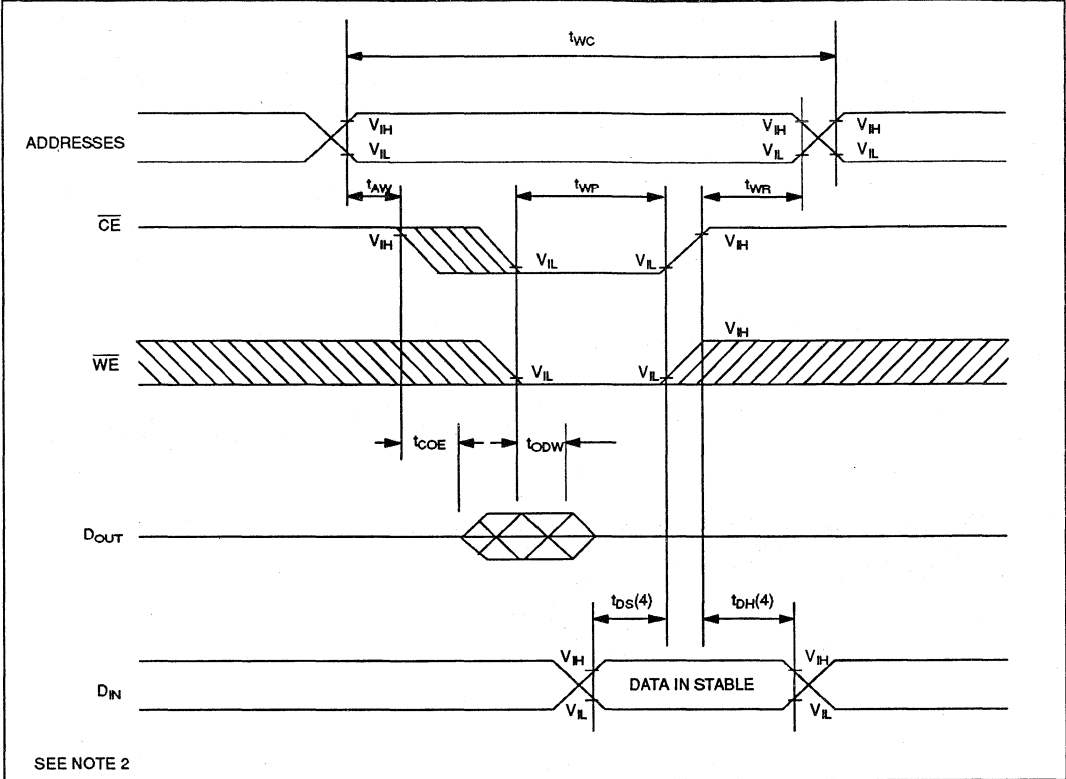 tWC
ADDRESSES
VIH
VIL
VIH
VIL
VIH
VIL
tAW
tWP
tWR
CE
VIH
VIL
VIL
VIH
WE
VIL
VIL
VIH
tCOE
tODW
DOUT
tDS(4)
tDH(4)
DIN
VIH
VIL
DATA IN STABLE
VIH
VIL
SEE NOTE 2